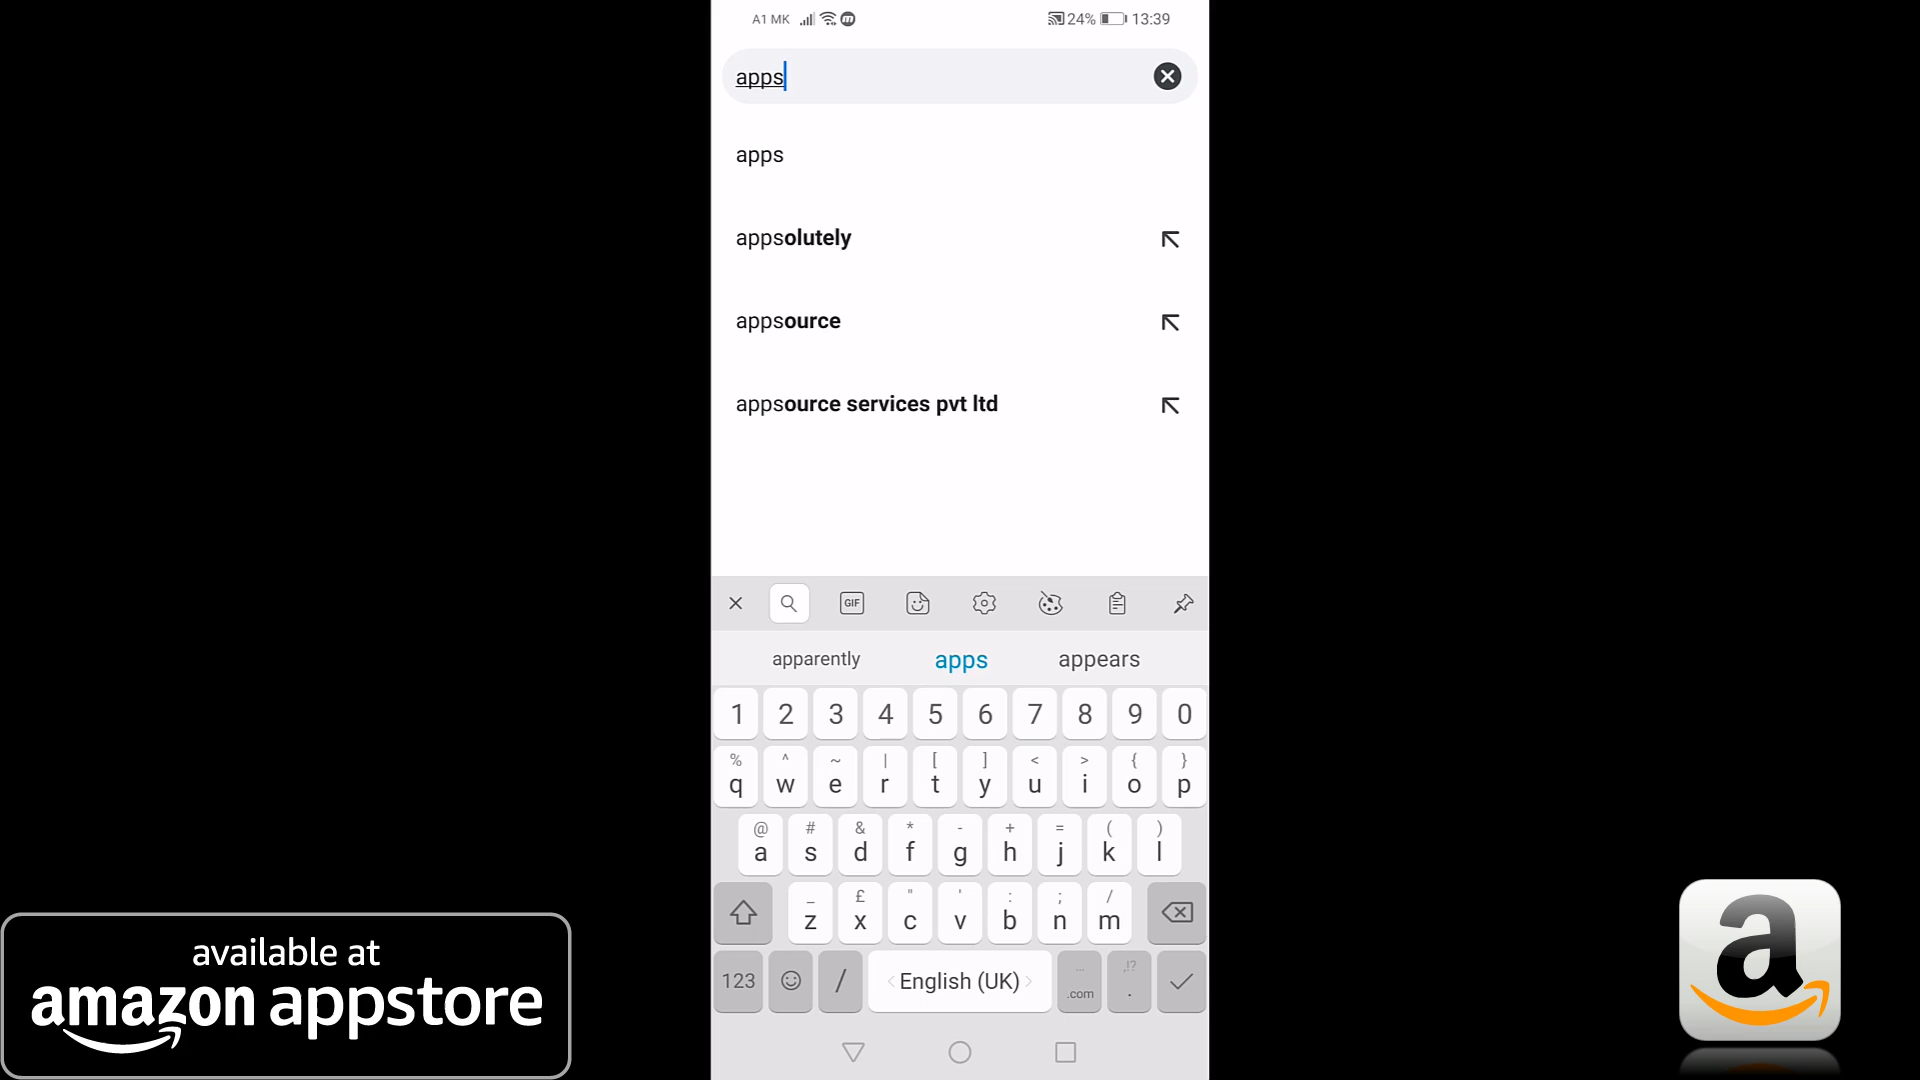 A1 MK 24% 13:39
apps
apps
appsolutely
appsource
appsource services pvt ltd
GIF
apparently apps appears
1 2 3 4 5 6 7 8 9 0
% ^ ~ | [ ] < > { }
q w e r t y u i o p
@ # & * - + = ( )
a s d f g h j k l
_ £ " ' : ; /
z x c v b n m
... ,!?
123 / English (UK) .com .
available at
amazon appstore
a